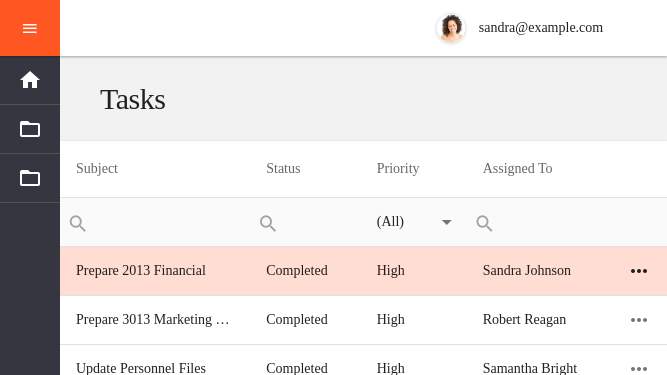 sandra@example.com
Tasks
Subject Status Priority Assigned To
(All)
Prepare 2013 Financial Completed High Sandra Johnson
Prepare 3013 Marketing … Completed High Robert Reagan
Update Personnel Files Completed High Samantha Bright